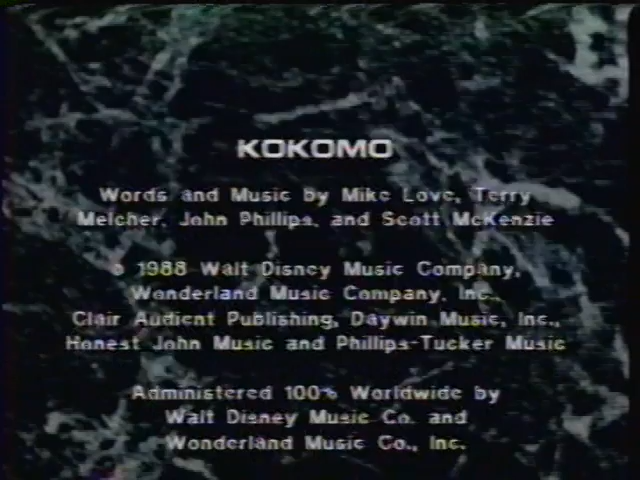 KOKOMO
Words and Music by Mike Love, Terry
Melcher, John Phillips, and Scott McKenzie
© 1988 Walt Disney Music Company,
Wonderland Music Company, Inc.,
Clair Audient Publishing, Daywin Music, Inc.,
Honest John Music and Phillips-Tucker Music
Administered 100% Worldwide by
Walt Disney Music Co. and
Wonderland Music Co., Inc.